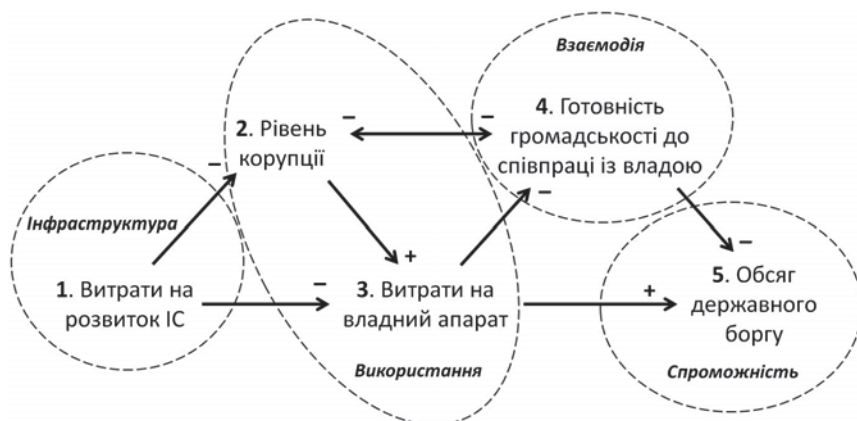 Взаємодія
2. Рівень
корупції
–
–
4. Готовність
громадськості до
співпраці із владою
–
–
Інфраструктура
1. Витрати на
розвиток ІС
–
+
3. Витрати на
владний апарат
Використання
–
+
5. Обсяг
державного
боргу
Спроможність